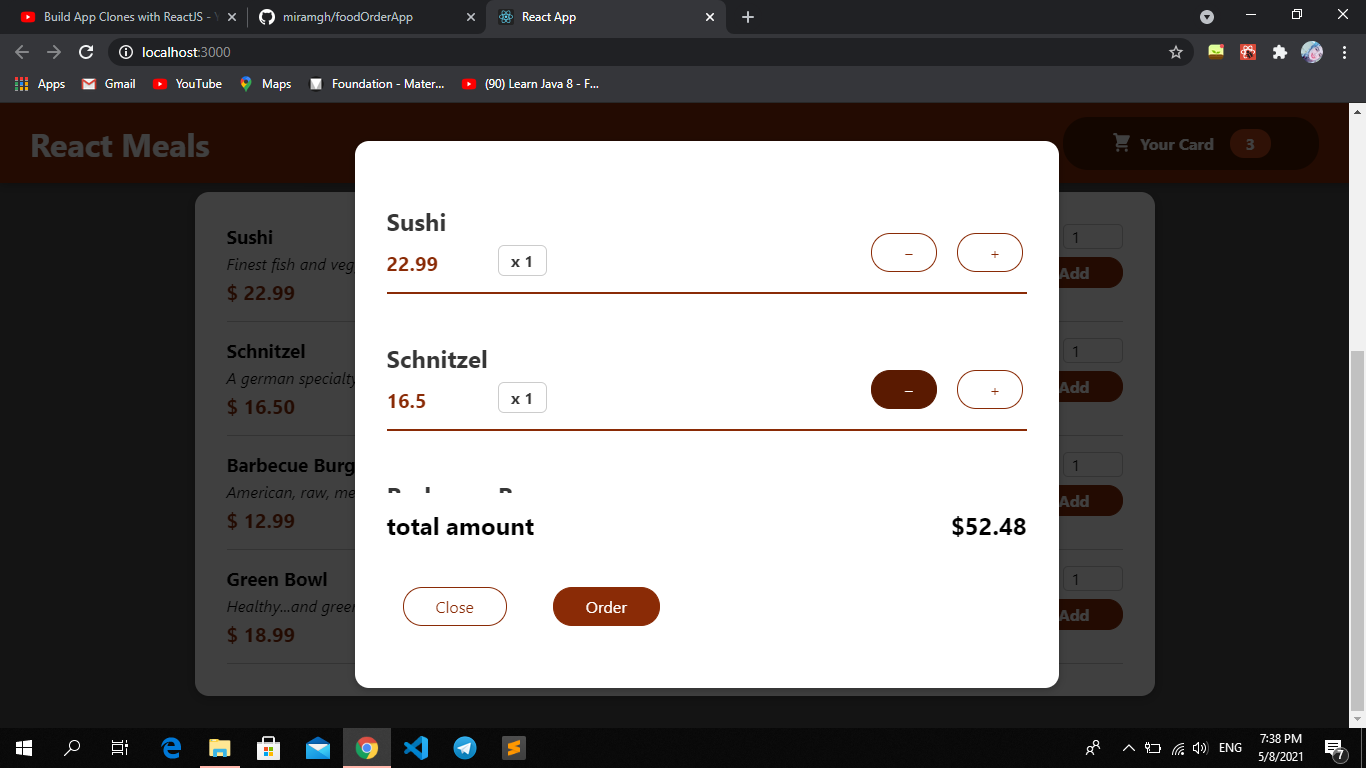 Build App Clones with ReactJS - Y
miramgh/foodOrderApp
React App
localhost:3000
Apps
Gmail
YouTube
Maps
Foundation - Mater...
(90) Learn Java 8 - F...
React Meals
Your Card 3
Sushi
Finest fish and veg
$ 22.99
1
Add
Schnitzel
A german specialty
$ 16.50
1
Add
Barbecue Burg
American, raw, me
$ 12.99
1
Add
Green Bowl
Healthy...and green
$ 18.99
1
Add
Sushi
22.99 x 1
– +
Schnitzel
16.5 x 1
– +
total amount $52.48
Close Order
ENG
7:38 PM
5/8/2021
7